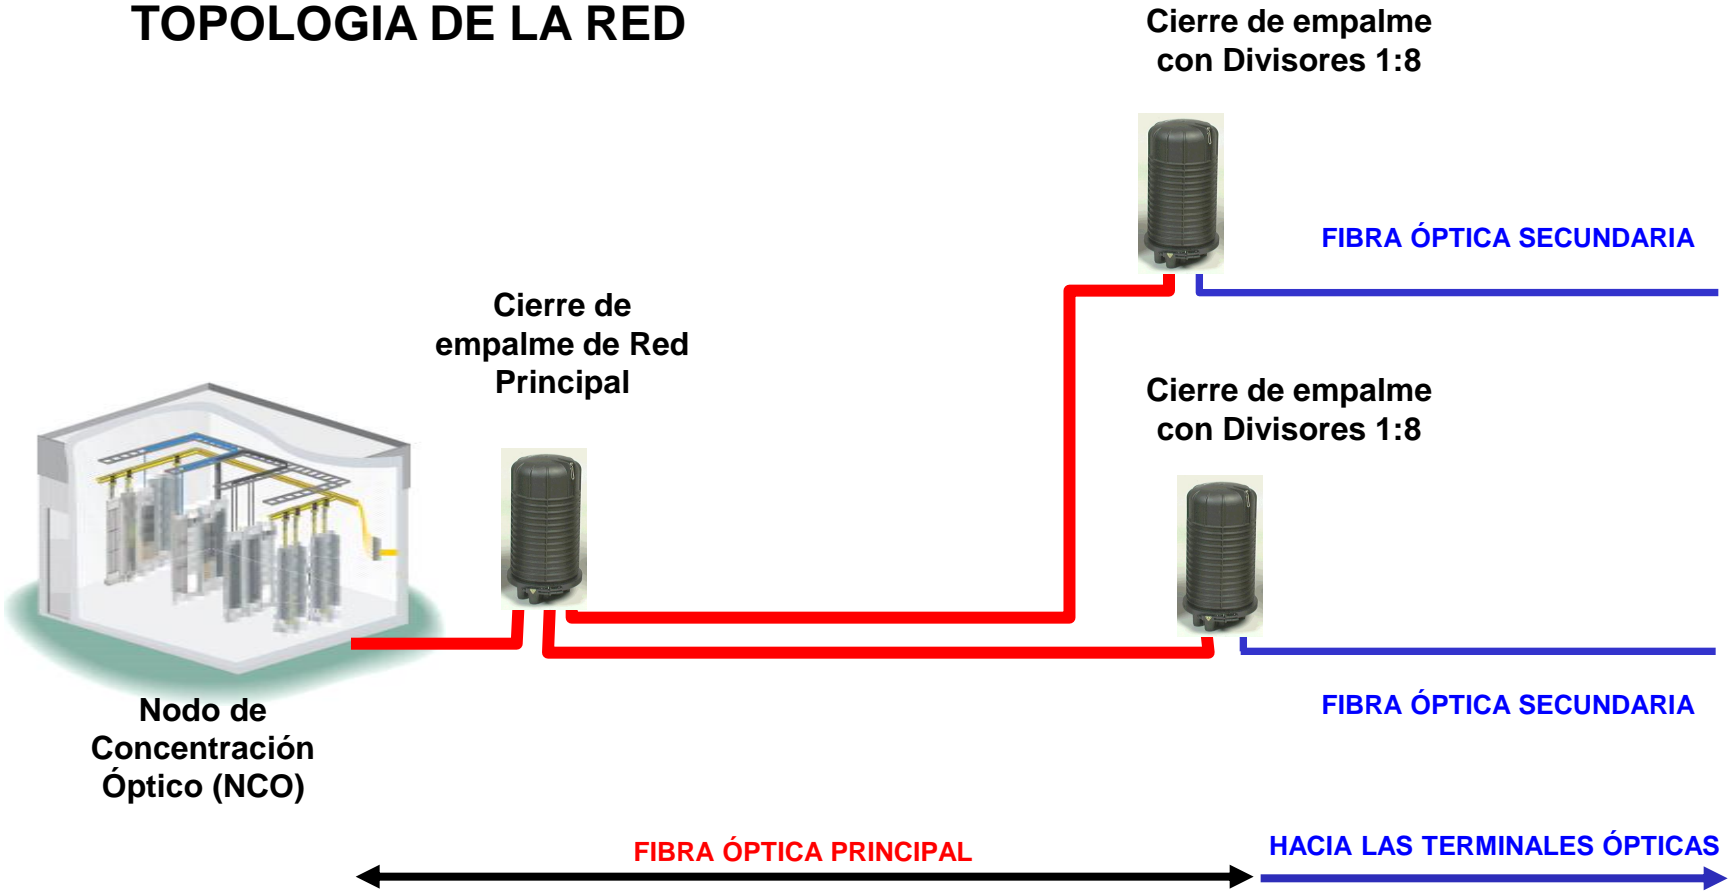 TOPOLOGIA DE LA RED
Cierre de empalme
con Divisores 1:8
FIBRA ÓPTICA SECUNDARIA
Cierre de
empalme de Red
Principal
Cierre de empalme
con Divisores 1:8
FIBRA ÓPTICA SECUNDARIA
Nodo de
Concentración
Óptico (NCO)
FIBRA ÓPTICA PRINCIPAL
HACIA LAS TERMINALES ÓPTICAS